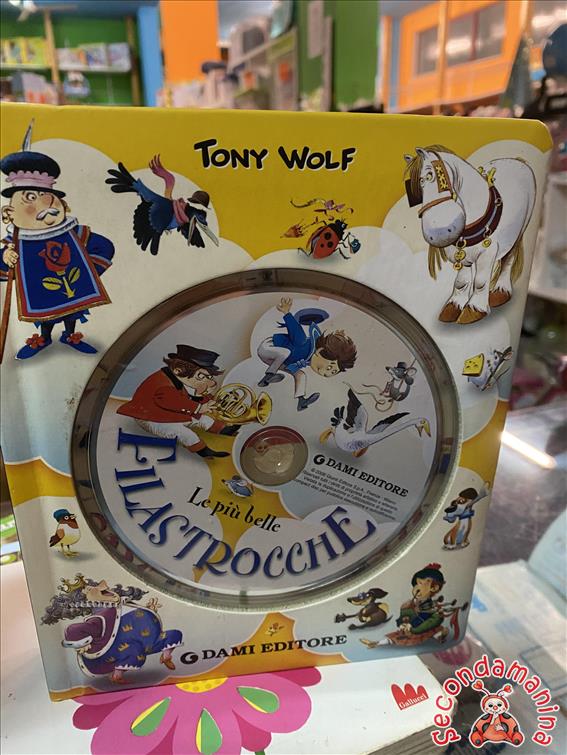 TONY WOLF
DAMI EDITORE
Le più belle
FILASTROCCHE
DAMI EDITORE
Gallucci
secondamanina